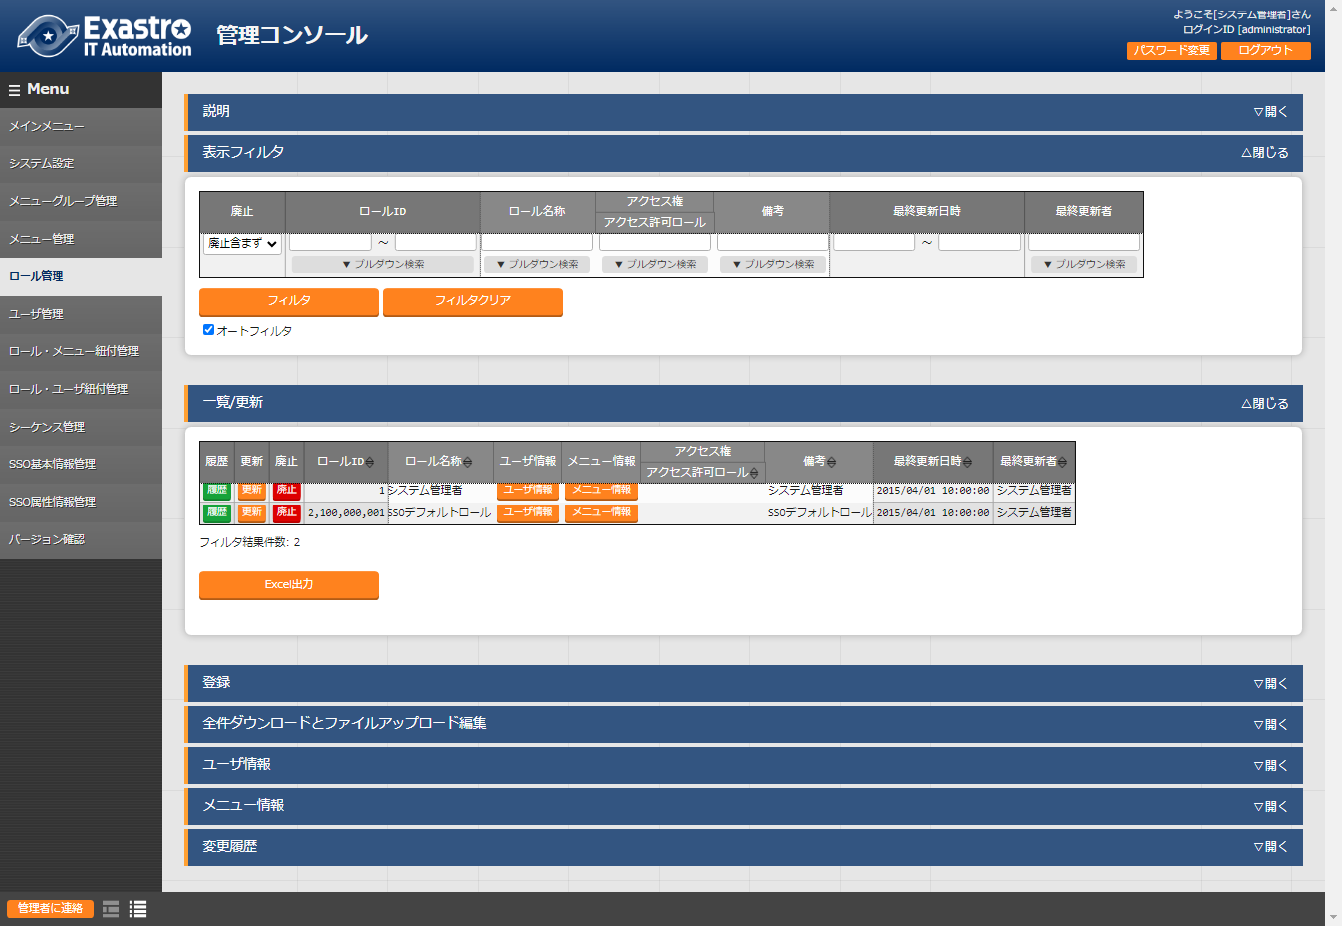 Exastro
IT Automation
管理コンソール
ようこそ[システム管理者]さん
ログインID [administrator]
パスワード変更 ログアウト
Menu
メインメニュー
システム設定
メニューグループ管理
メニュー管理
ロール管理
ユーザ管理
ロール・メニュー紐付管理
ロール・ユーザ紐付管理
シーケンス管理
SSO基本情報管理
SSO属性情報管理
バージョン確認
説明 ▽開く
表示フィルタ △閉じる
廃止 ロールID ロール名称 アクセス権 備考 最終更新日時 最終更新者
アクセス許可ロール
廃止含まず ～ ～
▼ プルダウン検索 ▼ プルダウン検索 ▼ プルダウン検索 ▼ プルダウン検索 ▼ プルダウン検索
フィルタ フィルタクリア
オートフィルタ
一覧/更新 △閉じる
履歴 更新 廃止 ロールID ロール名称 ユーザ情報 メニュー情報 アクセス権 備考 最終更新日時 最終更新者
アクセス許可ロール
履歴 更新 廃止 1 システム管理者 ユーザ情報 メニュー情報 システム管理者 2015/04/01 10:00:00 システム管理者
履歴 更新 廃止 2,100,000,001 SSOデフォルトロール ユーザ情報 メニュー情報 SSOデフォルトロール 2015/04/01 10:00:00 システム管理者
フィルタ結果件数: 2
Excel出力
登録 ▽開く
全件ダウンロードとファイルアップロード編集 ▽開く
ユーザ情報 ▽開く
メニュー情報 ▽開く
変更履歴 ▽開く
管理者に連絡